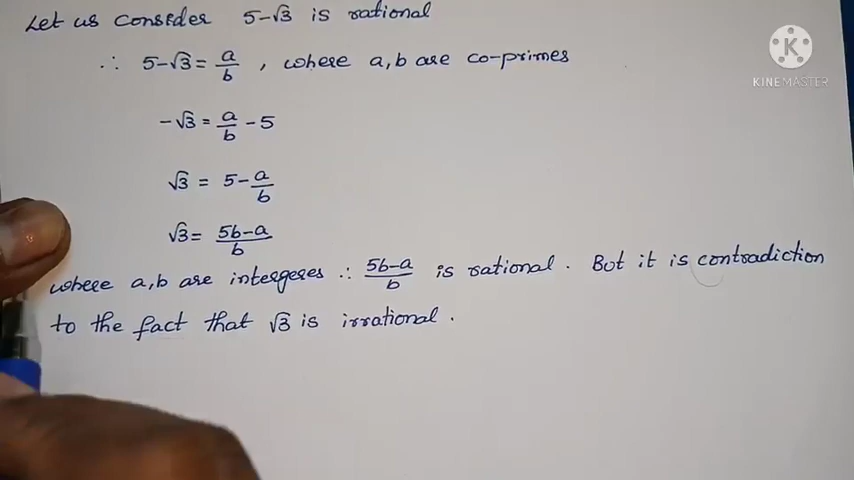 Let us consider 5-√3 is rational
∴ 5-√3 = a/b , where a,b are co-primes
K
KINEMASTER
-√3 = a/b - 5
√3 = 5 - a/b
√3 = 5b-a/b
where a,b are intergeres ∴ 5b-a/b is rational. But it is contradiction
to the fact that √3 is irrational.